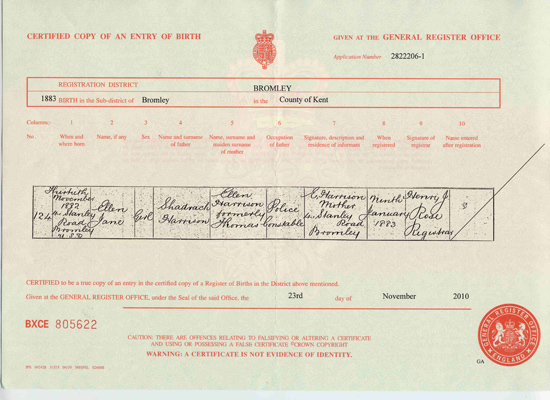 CERTIFIED COPY OF AN ENTRY OF BIRTH
GIVEN AT THE GENERAL REGISTER OFFICE
Application Number 2822206-1
REGISTRATION DISTRICT BROMLEY
1883 BIRTH in the Sub-district of Bromley in the County of Kent
Columns:- 1 2 3 4 5 6 7 8 9 10
No. When and where born Name, if any Sex Name and surname of father Name, surname and maiden surname of mother Occupation of father Signature, description and residence of informant When registered Signature of registrar Name entered after registration
124 Thirtieth November 1882 4 Stanley Road Bromley Ellen Jane Girl Shadrach Harrison Ellen Harrison formerly Thomas Police Constable E. Harrison Mother 4 Stanley Road Bromley Ninth January 1883 Henry J. Rose Registrar
CERTIFIED to be a true copy of an entry in the certified copy of a Register of Births in the District above mentioned.
Given at the GENERAL REGISTER OFFICE, under the Seal of the said Office, the 23rd day of November 2010
BXCE 805622
CAUTION: THERE ARE OFFENCES RELATING TO FALSIFYING OR ALTERING A CERTIFICATE
AND USING OR POSSESSING A FALSE CERTIFICATE ©CROWN COPYRIGHT
WARNING: A CERTIFICATE IS NOT EVIDENCE OF IDENTITY.
GENERAL REGISTER OFFICE
ENGLAND
GA